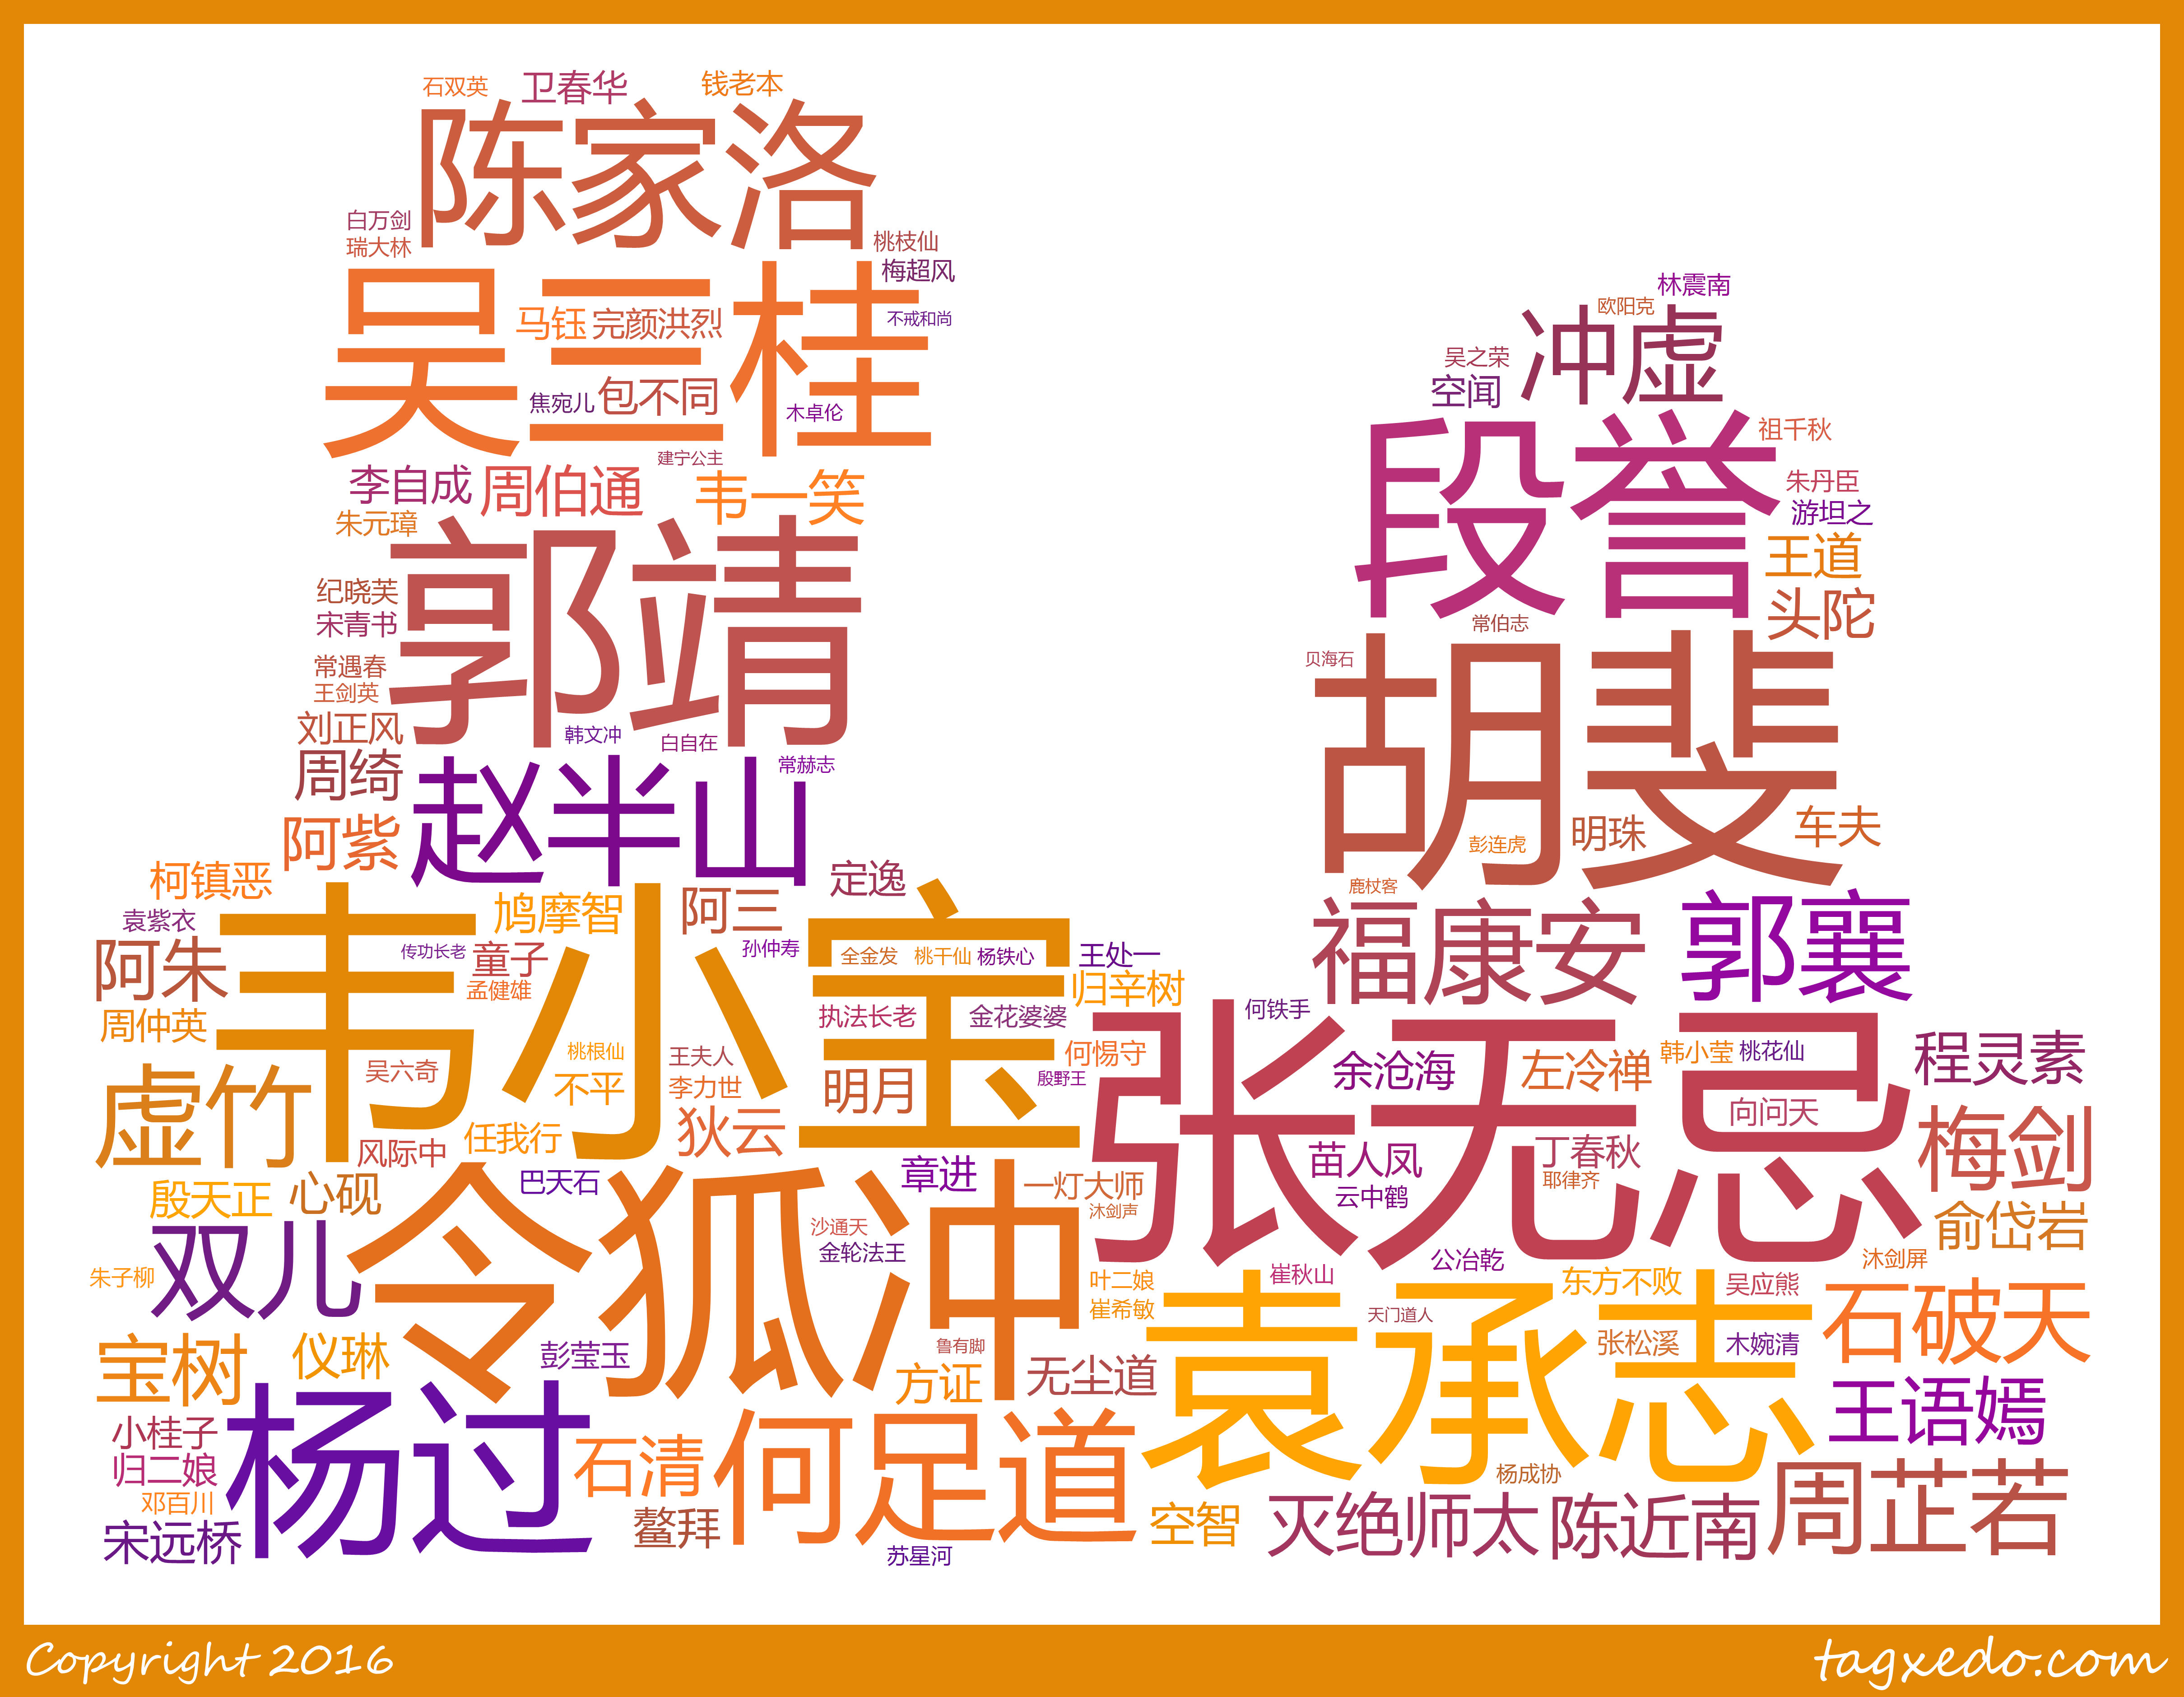 石双英
卫春华
钱老本
陈家洛
白万剑
瑞大林
桃枝仙
梅超风
不戒和尚
吴三桂
马钰
完颜洪烈
焦宛儿
包不同
木卓伦
建宁公主
李自成
周伯通
韦一笑
朱元璋
郭靖
纪晓芙
宋青书
常遇春
王剑英
刘正风
韩文冲
白自在
常赫志
周绮
赵半山
阿紫
林震南
欧阳克
冲虚
吴之荣
空闻
段誉
祖千秋
朱丹臣
游坦之
王道
头陀
常伯志
贝海石
胡斐
彭连虎
明珠
车夫
鹿杖客
福康安
郭襄
柯镇恶
定逸
鸠摩智
阿三
袁紫衣
阿朱
传功长老
童子
孟健雄
孙仲寿
全金发
桃干仙
杨铁心
王处一
归辛树
周仲英
韦小宝
执法长老
金花婆婆
何铁手
吴六奇
桃根仙
不平
王夫人
李力世
明月
何惕守
殷野王
虚竹
风际中
任我行
狄云
张无忌
余沧海
左冷禅
韩小莹
桃花仙
程灵素
向问天
苗人凤
丁春秋
云中鹤
耶律齐
梅剑
殷天正
心砚
巴天石
章进
一灯大师
沐剑声
俞岱岩
双儿
令狐冲
沙通天
金轮法王
朱子柳
公冶乾
沐剑屏
叶二娘
崔希敏
崔秋山
东方不败
吴应熊
袁承志
天门道人
张松溪
木婉清
石破天
宝树
仪琳
彭莹玉
鲁有脚
方证
无尘道
王语嫣
小桂子
归二娘
邓百川
宋远桥
杨过
石清
鳌拜
何足道
苏星河
空智
杨成协
灭绝师太
陈近南
周芷若
Copyright 2016
tagxedo.com